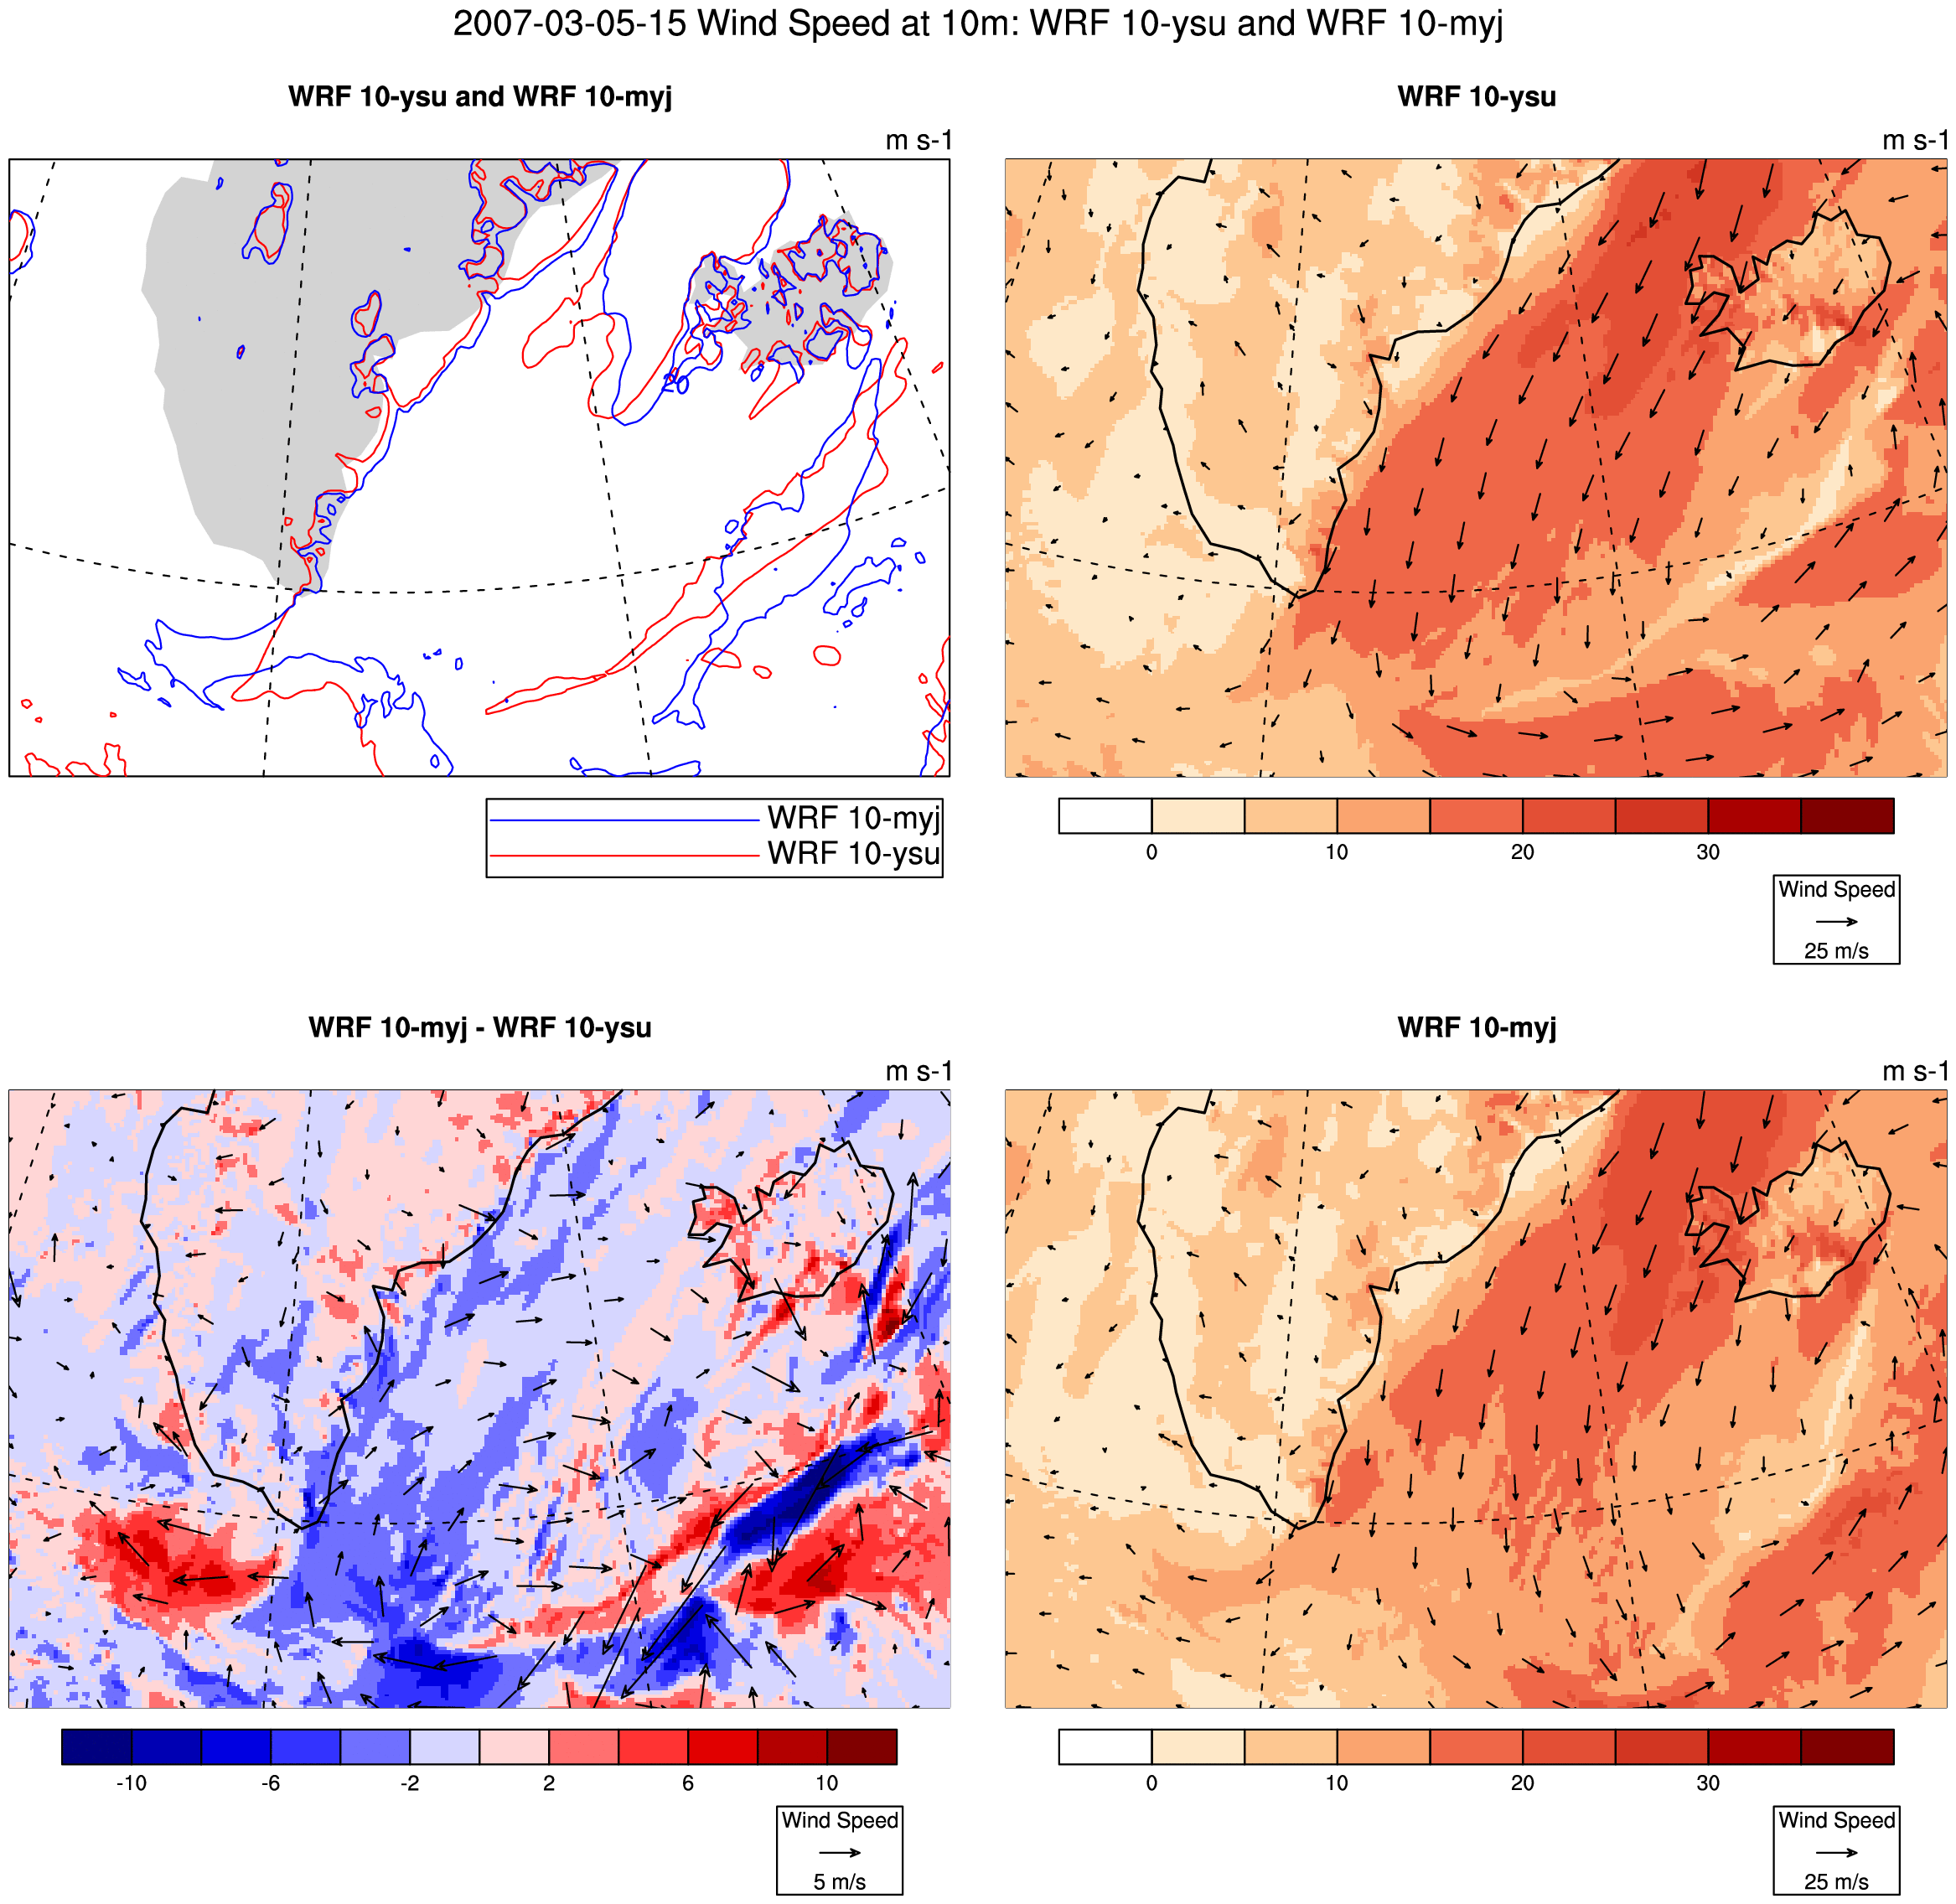 2007-03-05-15 Wind Speed at 10m: WRF 10-ysu and WRF 10-myj
WRF 10-ysu and WRF 10-myj
m s-1
20
WRF 10-myj
WRF 10-ysu
WRF 10-ysu
m s-1
0 10 20 30
Wind Speed
25 m/s
WRF 10-myj - WRF 10-ysu
m s-1
-10 -6 -2 2 6 10
Wind Speed
5 m/s
WRF 10-myj
m s-1
0 10 20 30
Wind Speed
25 m/s